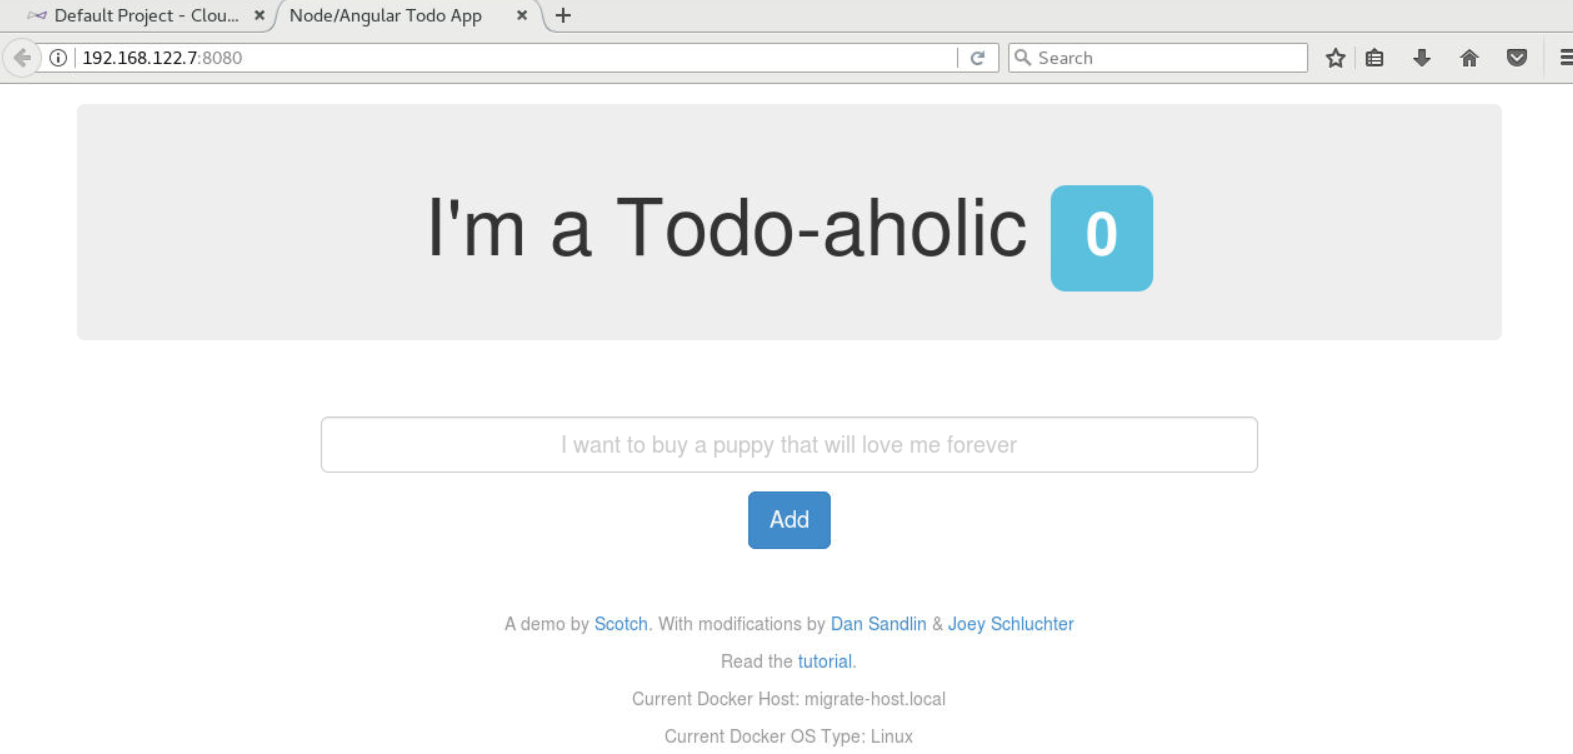 Default Project - Clou...
Node/Angular Todo App
192.168.122.7:8080
Search
I'm a Todo-aholic 0
I want to buy a puppy that will love me forever
Add
A demo by Scotch. With modifications by Dan Sandlin & Joey Schluchter
Read the tutorial.
Current Docker Host: migrate-host.local
Current Docker OS Type: Linux